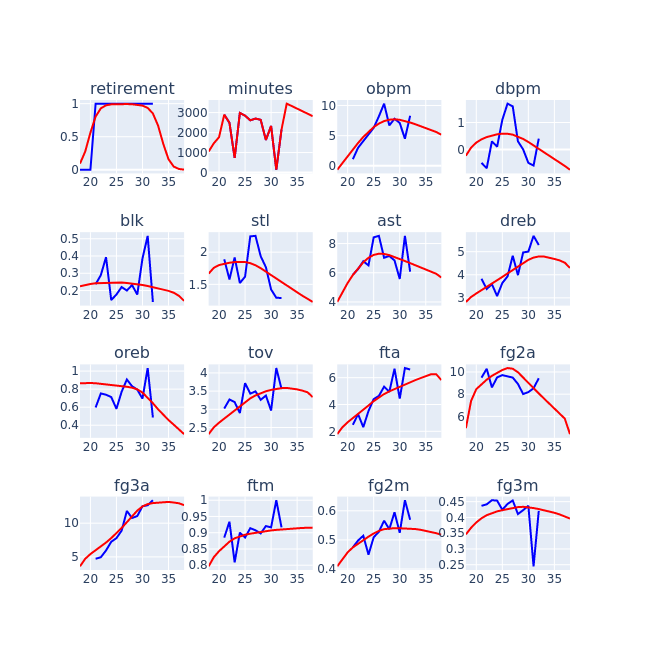 retirement minutes obpm dbpm
1 3000 10 1
0.5 2000 5 0
0 1000 0
0
20 25 30 35 20 25 30 35 20 25 30 35 20 25 30 35
blk stl ast dreb
0.5 2 8 5
0.4 1.5 6 4
0.3 4 3
0.2
20 25 30 35 20 25 30 35 20 25 30 35 20 25 30 35
oreb tov fta fg2a
1 4 6 10
0.8 3.5 4 8
0.6 3 2 6
0.4 2.5
20 25 30 35 20 25 30 35 20 25 30 35 20 25 30 35
fg3a ftm fg2m fg3m
10 1 0.6 0.45
5 0.95 0.5 0.4
0.9 0.4 0.35
0.85 0.3
0.8 0.25
20 25 30 35 20 25 30 35 20 25 30 35 20 25 30 35